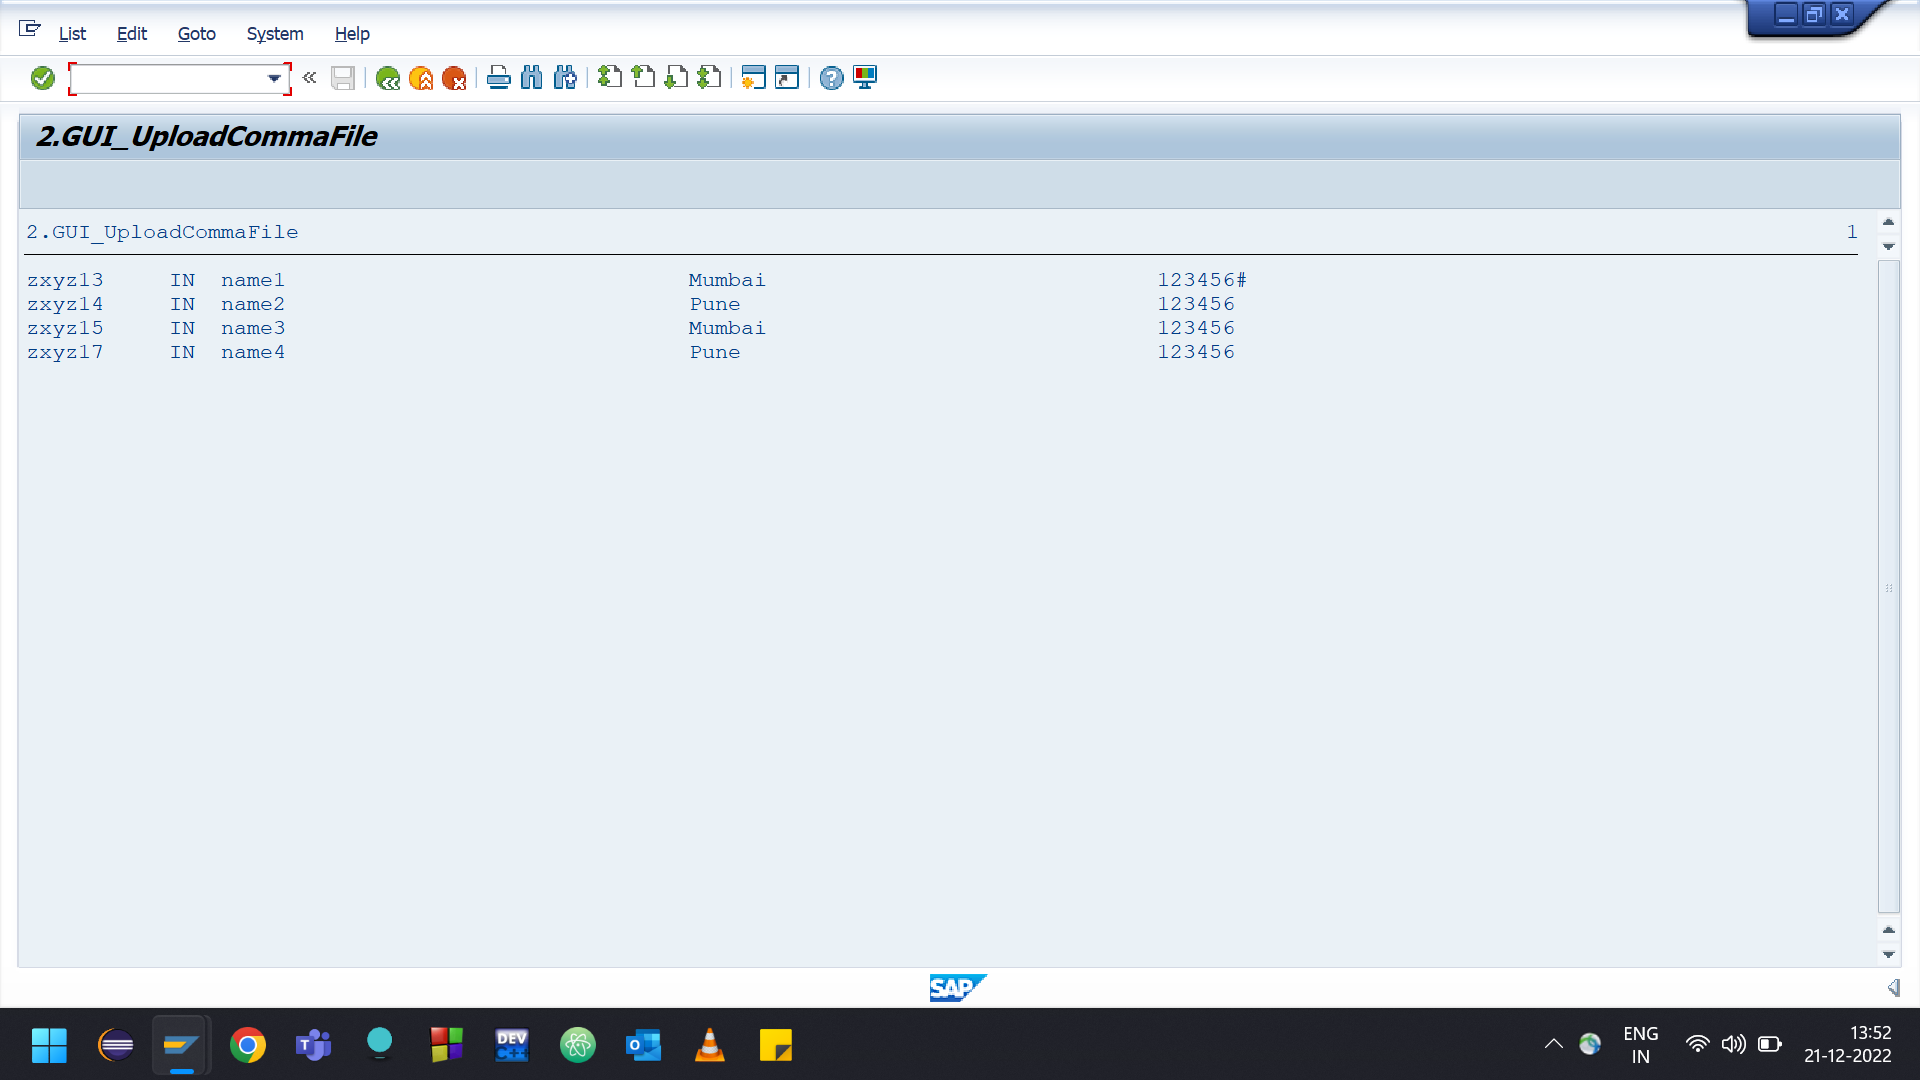 List Edit Goto System Help
2.GUI_UploadCommaFile
2.GUI_UploadCommaFile 1
zxyz13 IN name1 Mumbai 123456#
zxyz14 IN name2 Pune 123456
zxyz15 IN name3 Mumbai 123456
zxyz17 IN name4 Pune 123456
SAP
T DEV C++ O ENG IN 13:52
21-12-2022